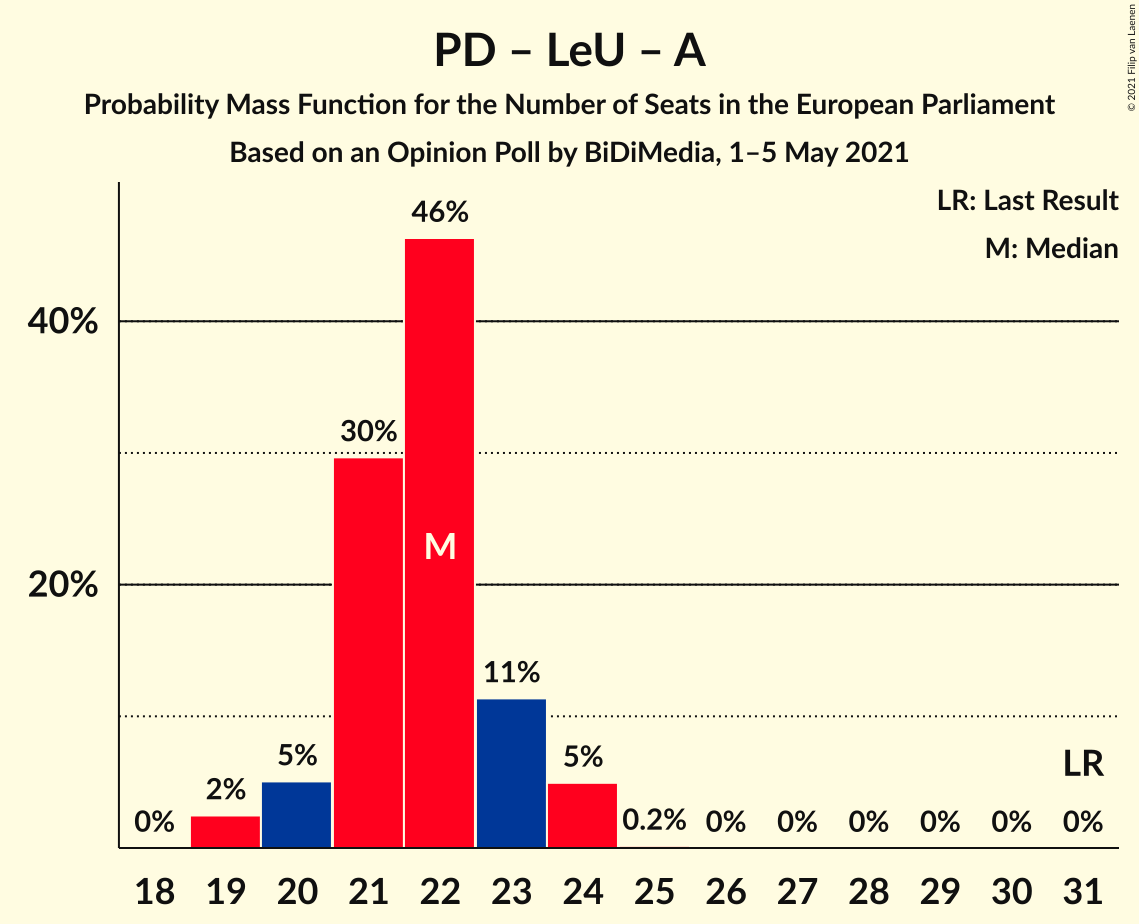 PD – LeU – A
Probability Mass Function for the Number of Seats in the European Parliament
Based on an Opinion Poll by BiDiMedia, 1–5 May 2021
© 2021 Filip van Laenen
LR: Last Result
M: Median
46%
40%
30%
M
20%
11%
5%
5%
2%
LR
0%
0.2%
0%
0%
0%
0%
0%
0%
18 19 20 21 22 23 24 25 26 27 28 29 30 31